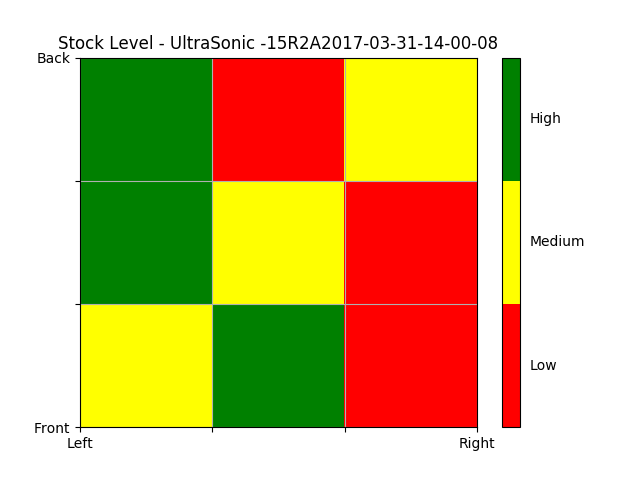 Stock Level - UltraSonic -15R2A2017-03-31-14-00-08
Back
High
Medium
Low
Front
Left
Right